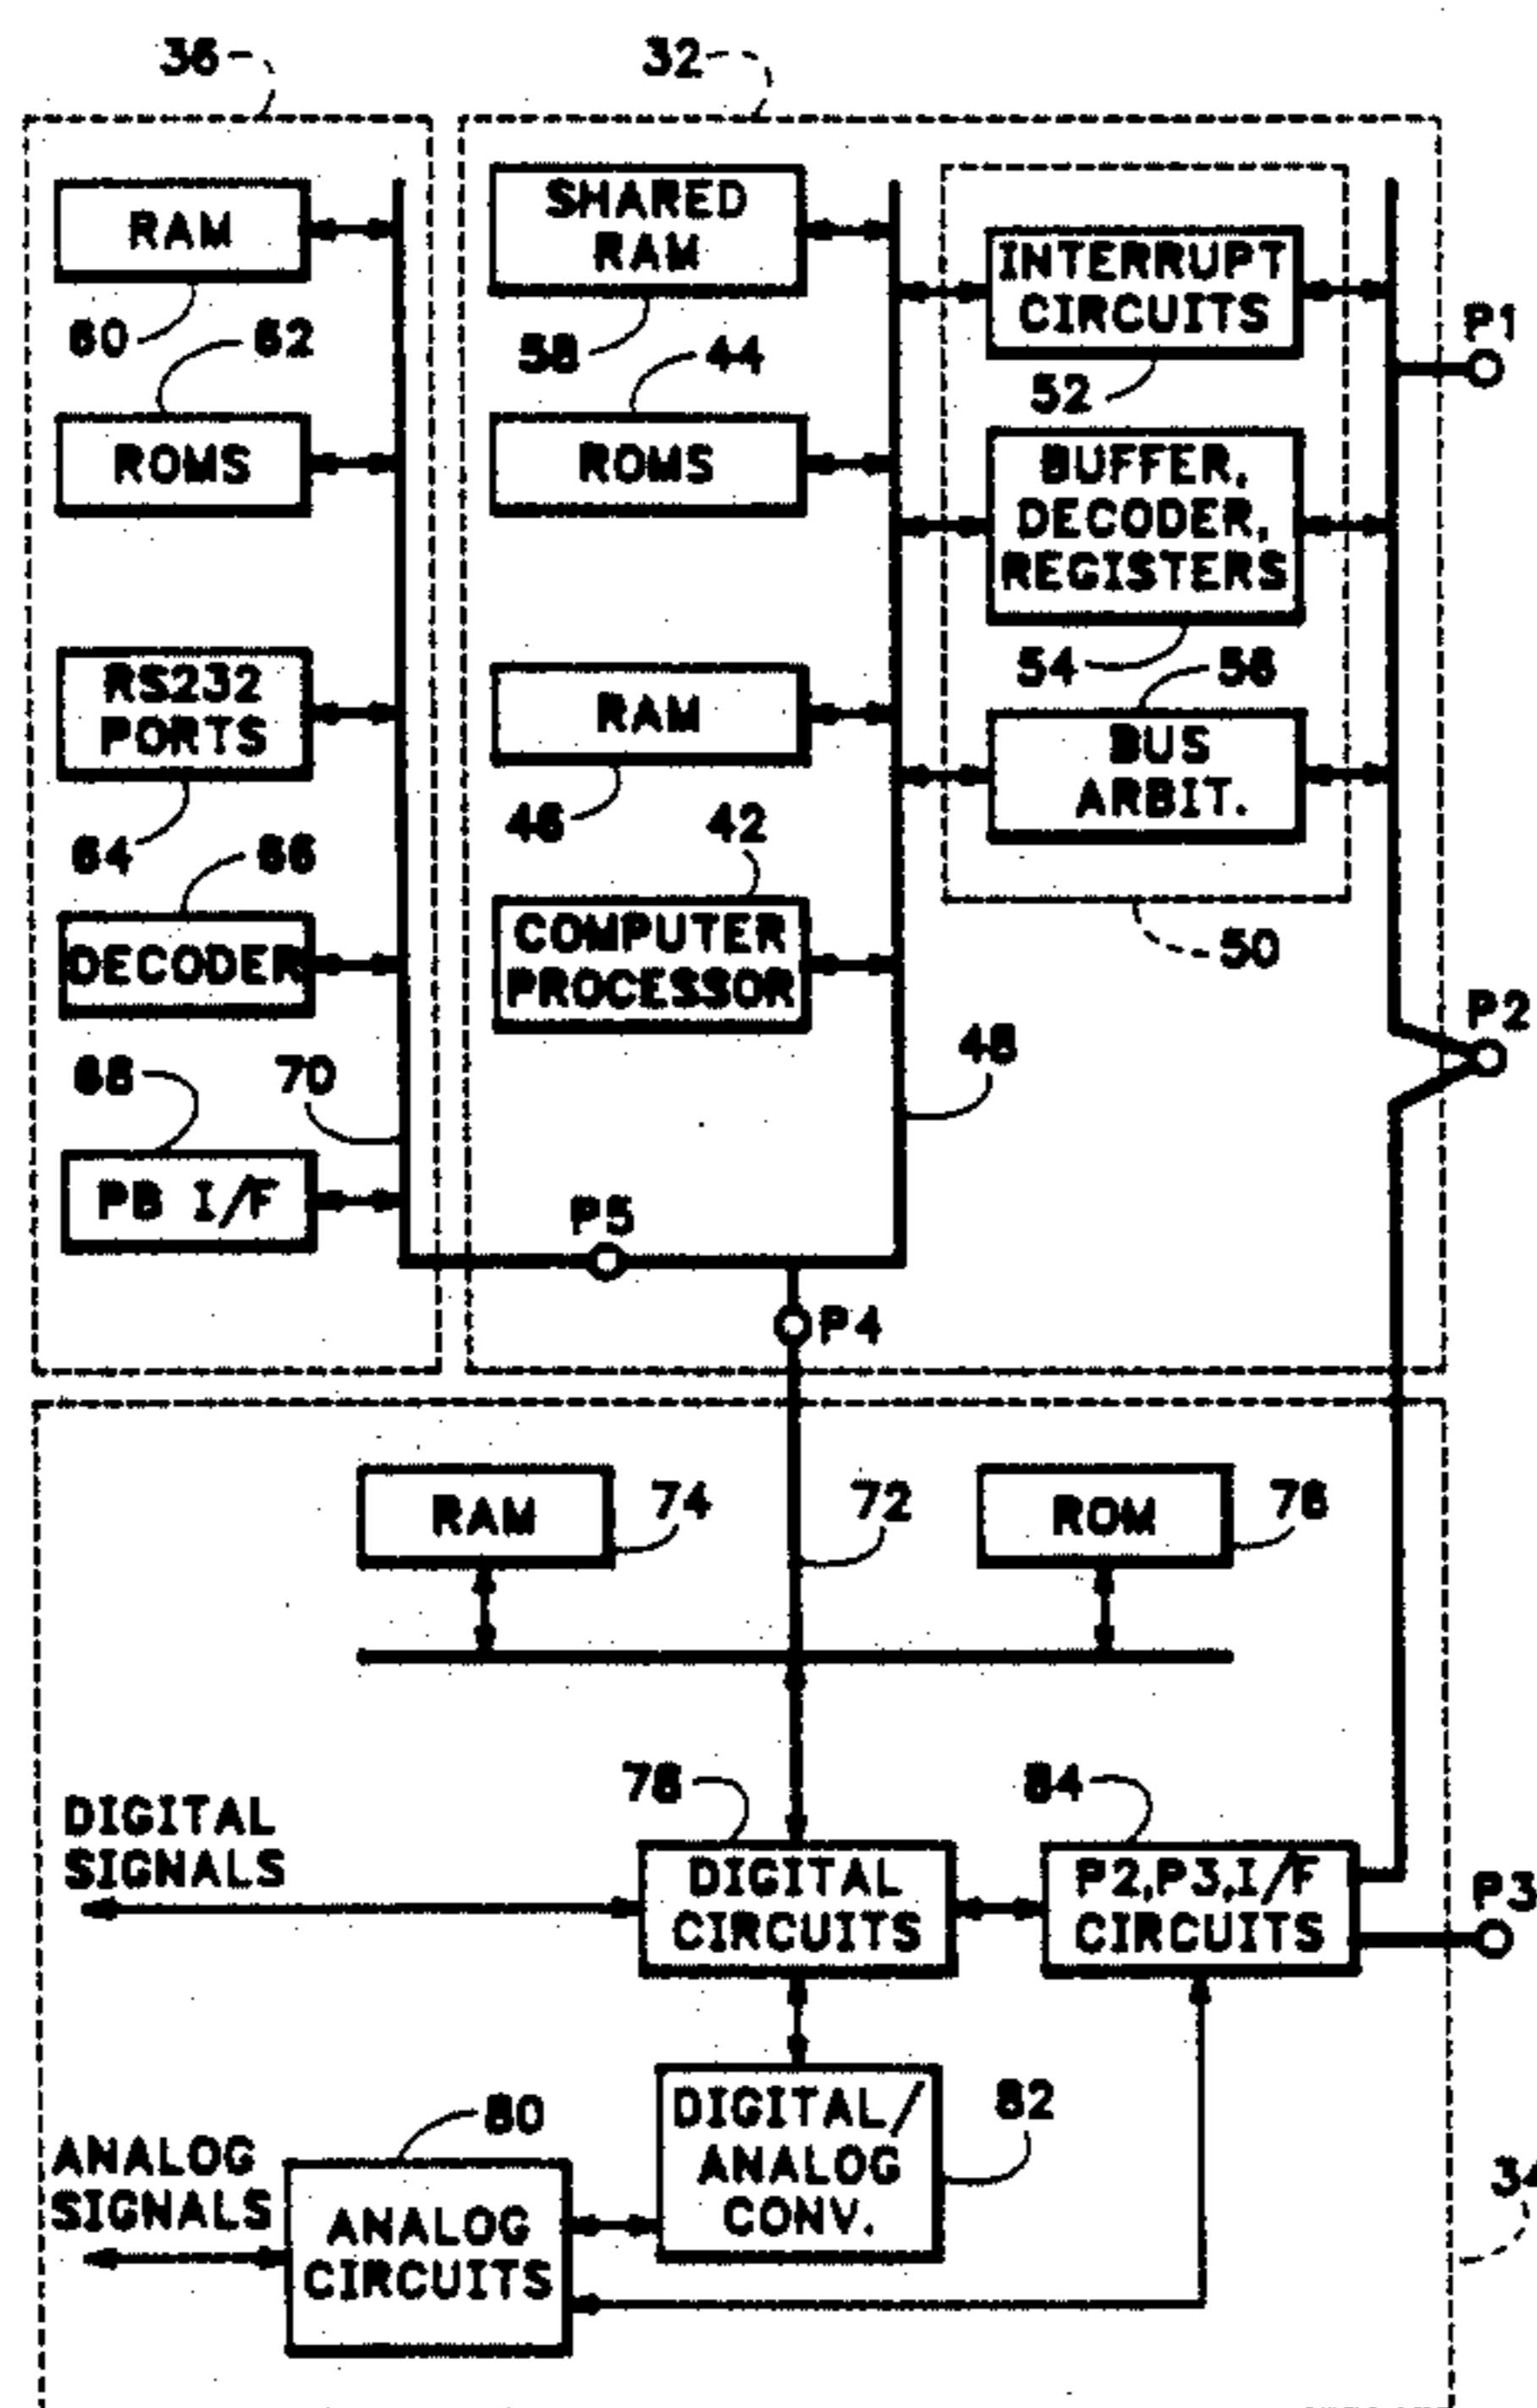 36
32
RAM
60
62
ROMS
RS232
PORTS
64
66
DECODER
68
70
PB I/F
SHARED
RAM
58
44
ROMS
RAM
46
42
COMPUTER
PROCESSOR
48
INTERRUPT
CIRCUITS
52
BUFFER,
DECODER,
REGISTERS
54
56
BUS
ARBIT.
50
P1
P2
P5
P4
RAM
74
72
ROM
76
78
84
DIGITAL
SIGNALS
DIGITAL
CIRCUITS
P2,P3,I/F
CIRCUITS
P3
80
DIGITAL/
ANALOG
CONV.
82
ANALOG
SIGNALS
ANALOG
CIRCUITS
34